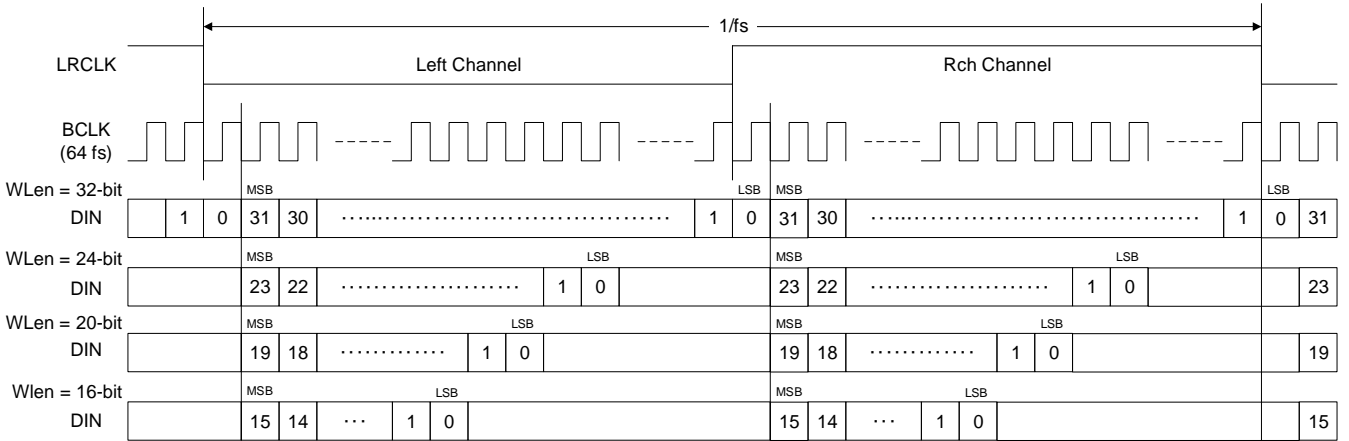 1/fs
LRCLK Left Channel Rch Channel
BCLK
(64 fs)
WLen = 32-bit MSB LSB MSB LSB
DIN 1 0 31 30 ··········································· 1 0 31 30 ··········································· 1 0 31
WLen = 24-bit MSB LSB MSB LSB
DIN 23 22 ······················ 1 0 23 22 ······················ 1 0 23
WLen = 20-bit MSB LSB MSB LSB
DIN 19 18 ············· 1 0 19 18 ············· 1 0 19
Wlen = 16-bit MSB LSB MSB LSB
DIN 15 14 ··· 1 0 15 14 ··· 1 0 15